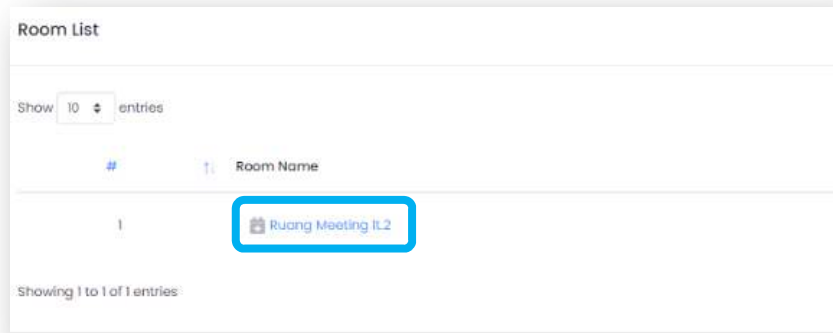 Room List
Show 10 entries
# Room Name
1 Ruang Meeting lt.2
Showing 1 to 1 of 1 entries